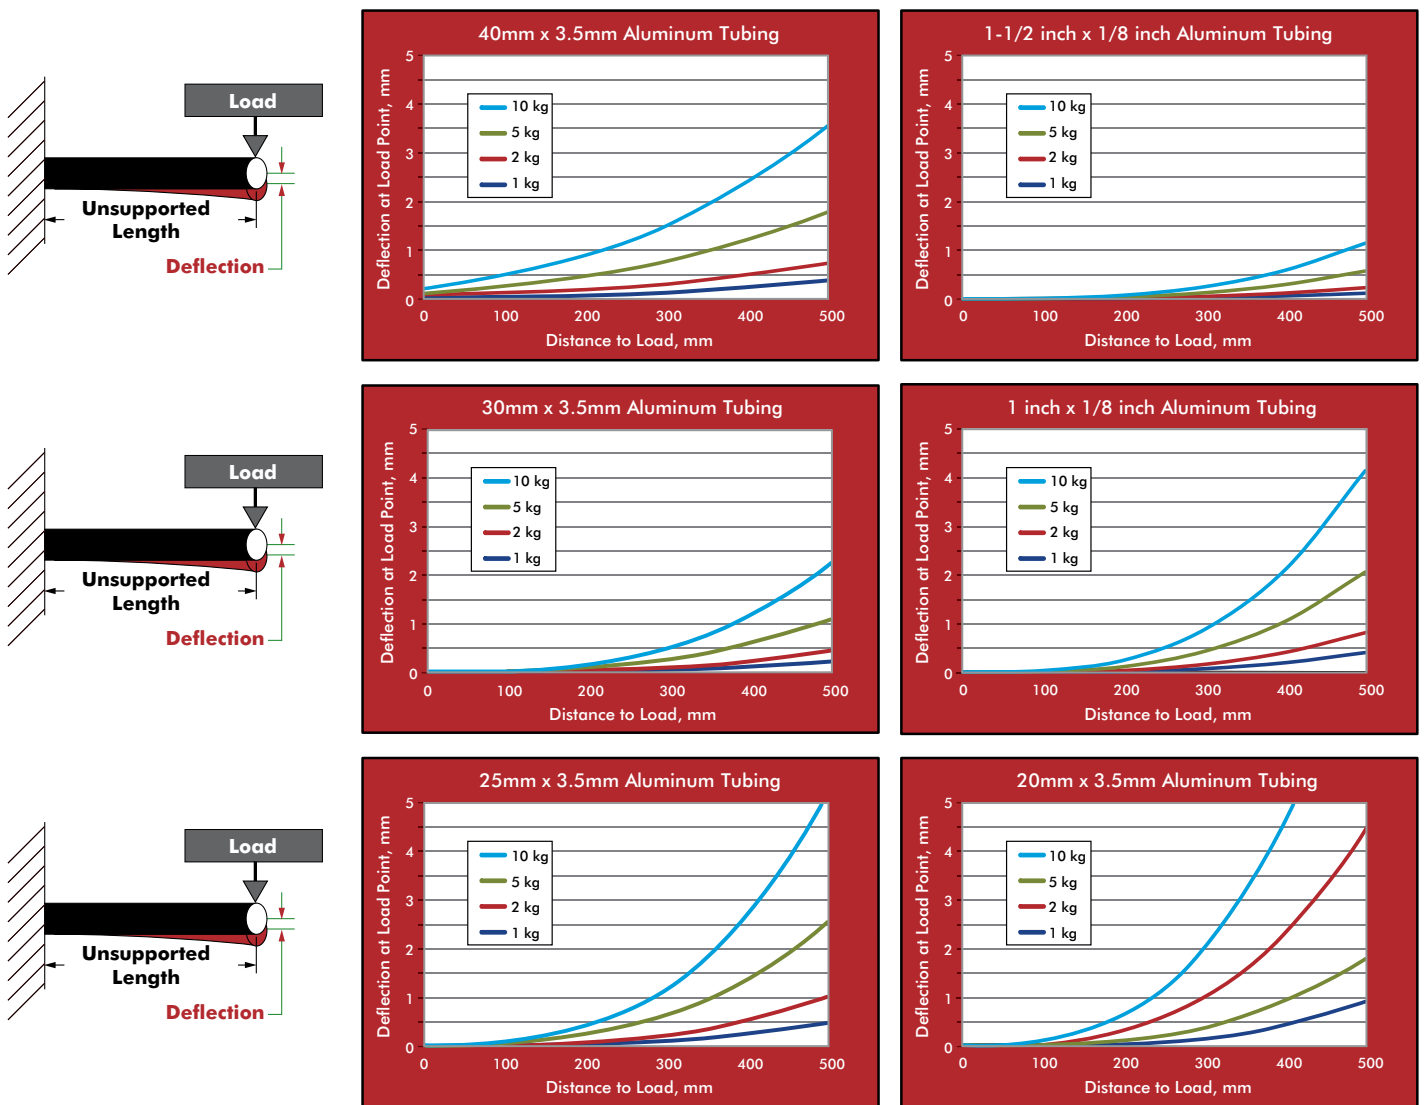 Load
Unsupported
Length
Deflection
40mm x 3.5mm Aluminum Tubing
Deflection at Load Point, mm
5
4
3
2
1
0
10 kg
5 kg
2 kg
1 kg
0 100 200 300 400 500
Distance to Load, mm
1-1/2 inch x 1/8 inch Aluminum Tubing
Deflection at Load Point, mm
5
4
3
2
1
0
10 kg
5 kg
2 kg
1 kg
0 100 200 300 400 500
Distance to Load, mm
Load
Unsupported
Length
Deflection
30mm x 3.5mm Aluminum Tubing
Deflection at Load Point, mm
5
4
3
2
1
0
10 kg
5 kg
2 kg
1 kg
0 100 200 300 400 500
Distance to Load, mm
1 inch x 1/8 inch Aluminum Tubing
Deflection at Load Point, mm
5
4
3
2
1
0
10 kg
5 kg
2 kg
1 kg
0 100 200 300 400 500
Distance to Load, mm
Load
Unsupported
Length
Deflection
25mm x 3.5mm Aluminum Tubing
Deflection at Load Point, mm
5
4
3
2
1
0
10 kg
5 kg
2 kg
1 kg
0 100 200 300 400 500
Distance to Load, mm
20mm x 3.5mm Aluminum Tubing
Deflection at Load Point, mm
5
4
3
2
1
0
10 kg
5 kg
2 kg
1 kg
0 100 200 300 400 500
Distance to Load, mm